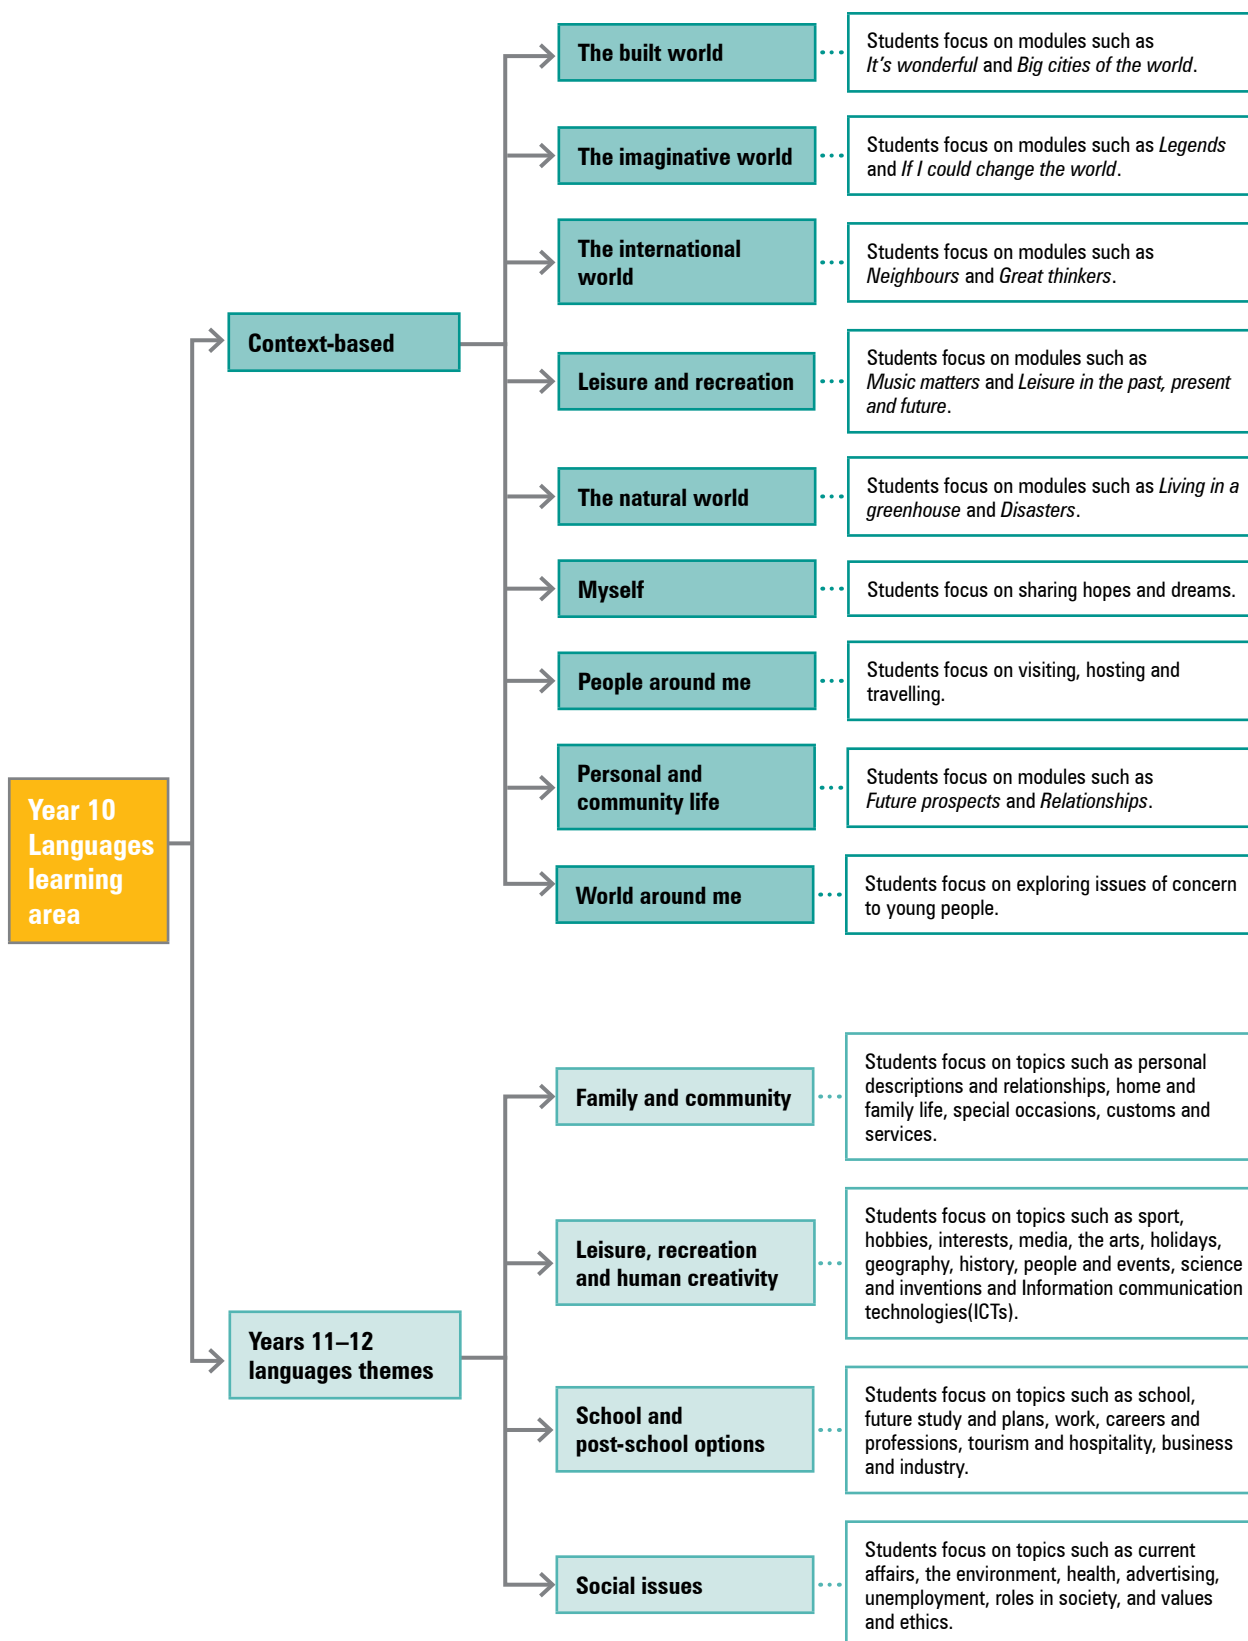 Year 10
Languages
learning
area
Context-based
The built world
Students focus on modules such as
It's wonderful and Big cities of the world.
The imaginative world
Students focus on modules such as Legends
and If I could change the world.
The international
world
Students focus on modules such as
Neighbours and Great thinkers.
Leisure and recreation
Students focus on modules such as
Music matters and Leisure in the past, present
and future.
The natural world
Students focus on modules such as Living in a
greenhouse and Disasters.
Myself
Students focus on sharing hopes and dreams.
People around me
Students focus on visiting, hosting and
travelling.
Personal and
community life
Students focus on modules such as
Future prospects and Relationships.
World around me
Students focus on exploring issues of concern
to young people.
Years 11–12
languages themes
Family and community
Students focus on topics such as personal
descriptions and relationships, home and
family life, special occasions, customs and
services.
Leisure, recreation
and human creativity
Students focus on topics such as sport,
hobbies, interests, media, the arts, holidays,
geography, history, people and events, science
and inventions and Information communication
technologies(ICTs).
School and
post-school options
Students focus on topics such as school,
future study and plans, work, careers and
professions, tourism and hospitality, business
and industry.
Social issues
Students focus on topics such as current
affairs, the environment, health, advertising,
unemployment, roles in society, and values
and ethics.